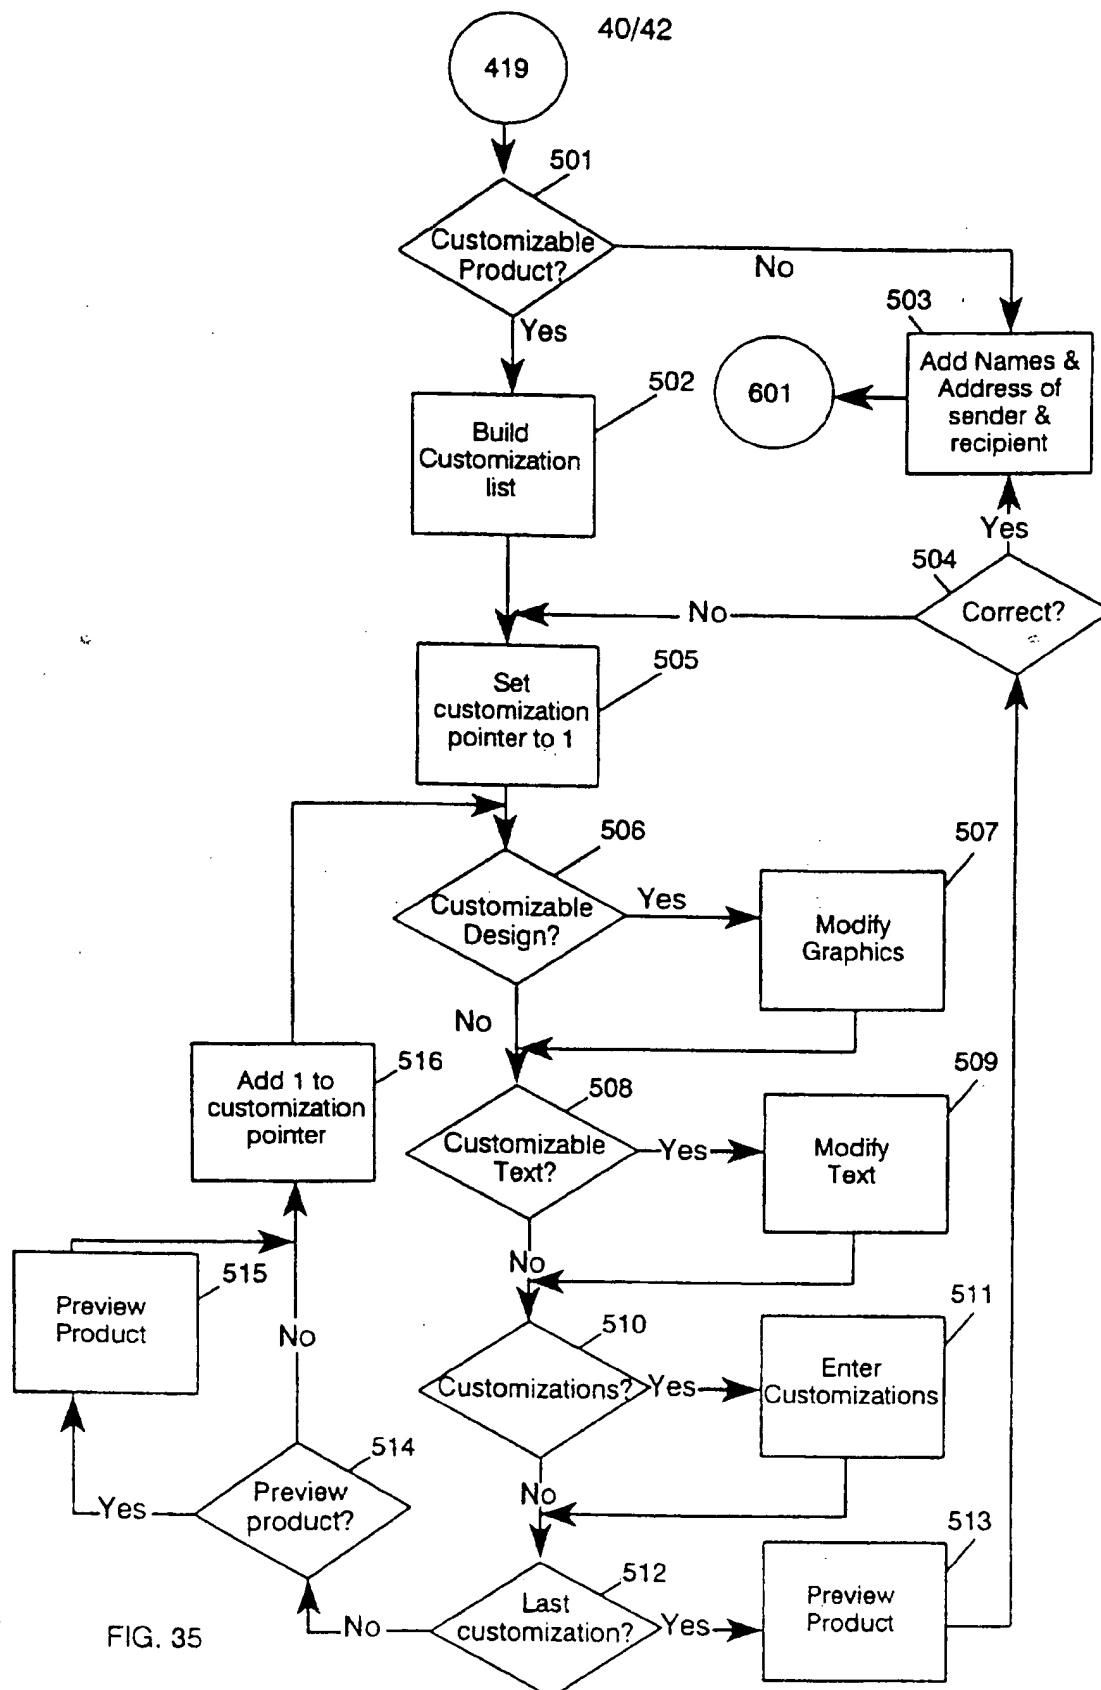 40/42
419
501
Customizable
Product?
No
Yes
503
Add Names &
Address of
sender &
recipient
601
502
Build
Customization
list
Yes
504
Correct?
No
505
Set
customization
pointer to 1
506
Customizable
Design?
Yes
507
Modify
Graphics
No
516
Add 1 to
customization
pointer
508
Customizable
Text?
Yes
509
Modify
Text
No
515
Preview
Product
No
510
Customizations?
Yes
511
Enter
Customizations
No
514
Preview
product?
Yes
512
Last
customization?
No
Yes
513
Preview
Product
FIG. 35